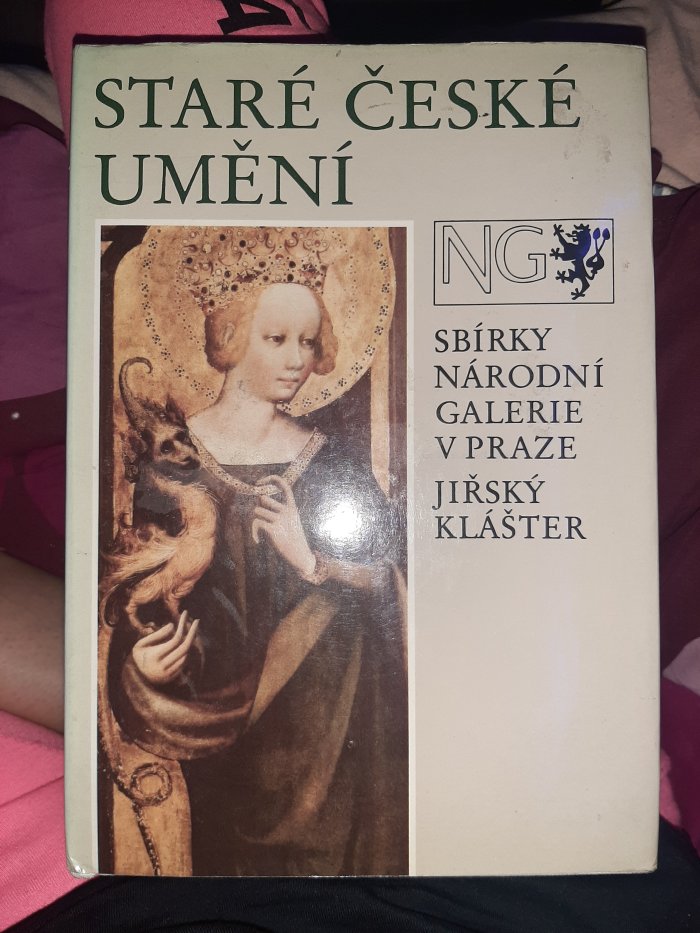 STARÉ ČESKÉ
UMĚNÍ
NG
SBÍRKY
NÁRODNÍ
GALERIE
V PRAZE
JIŘSKÝ
KLÁŠTER